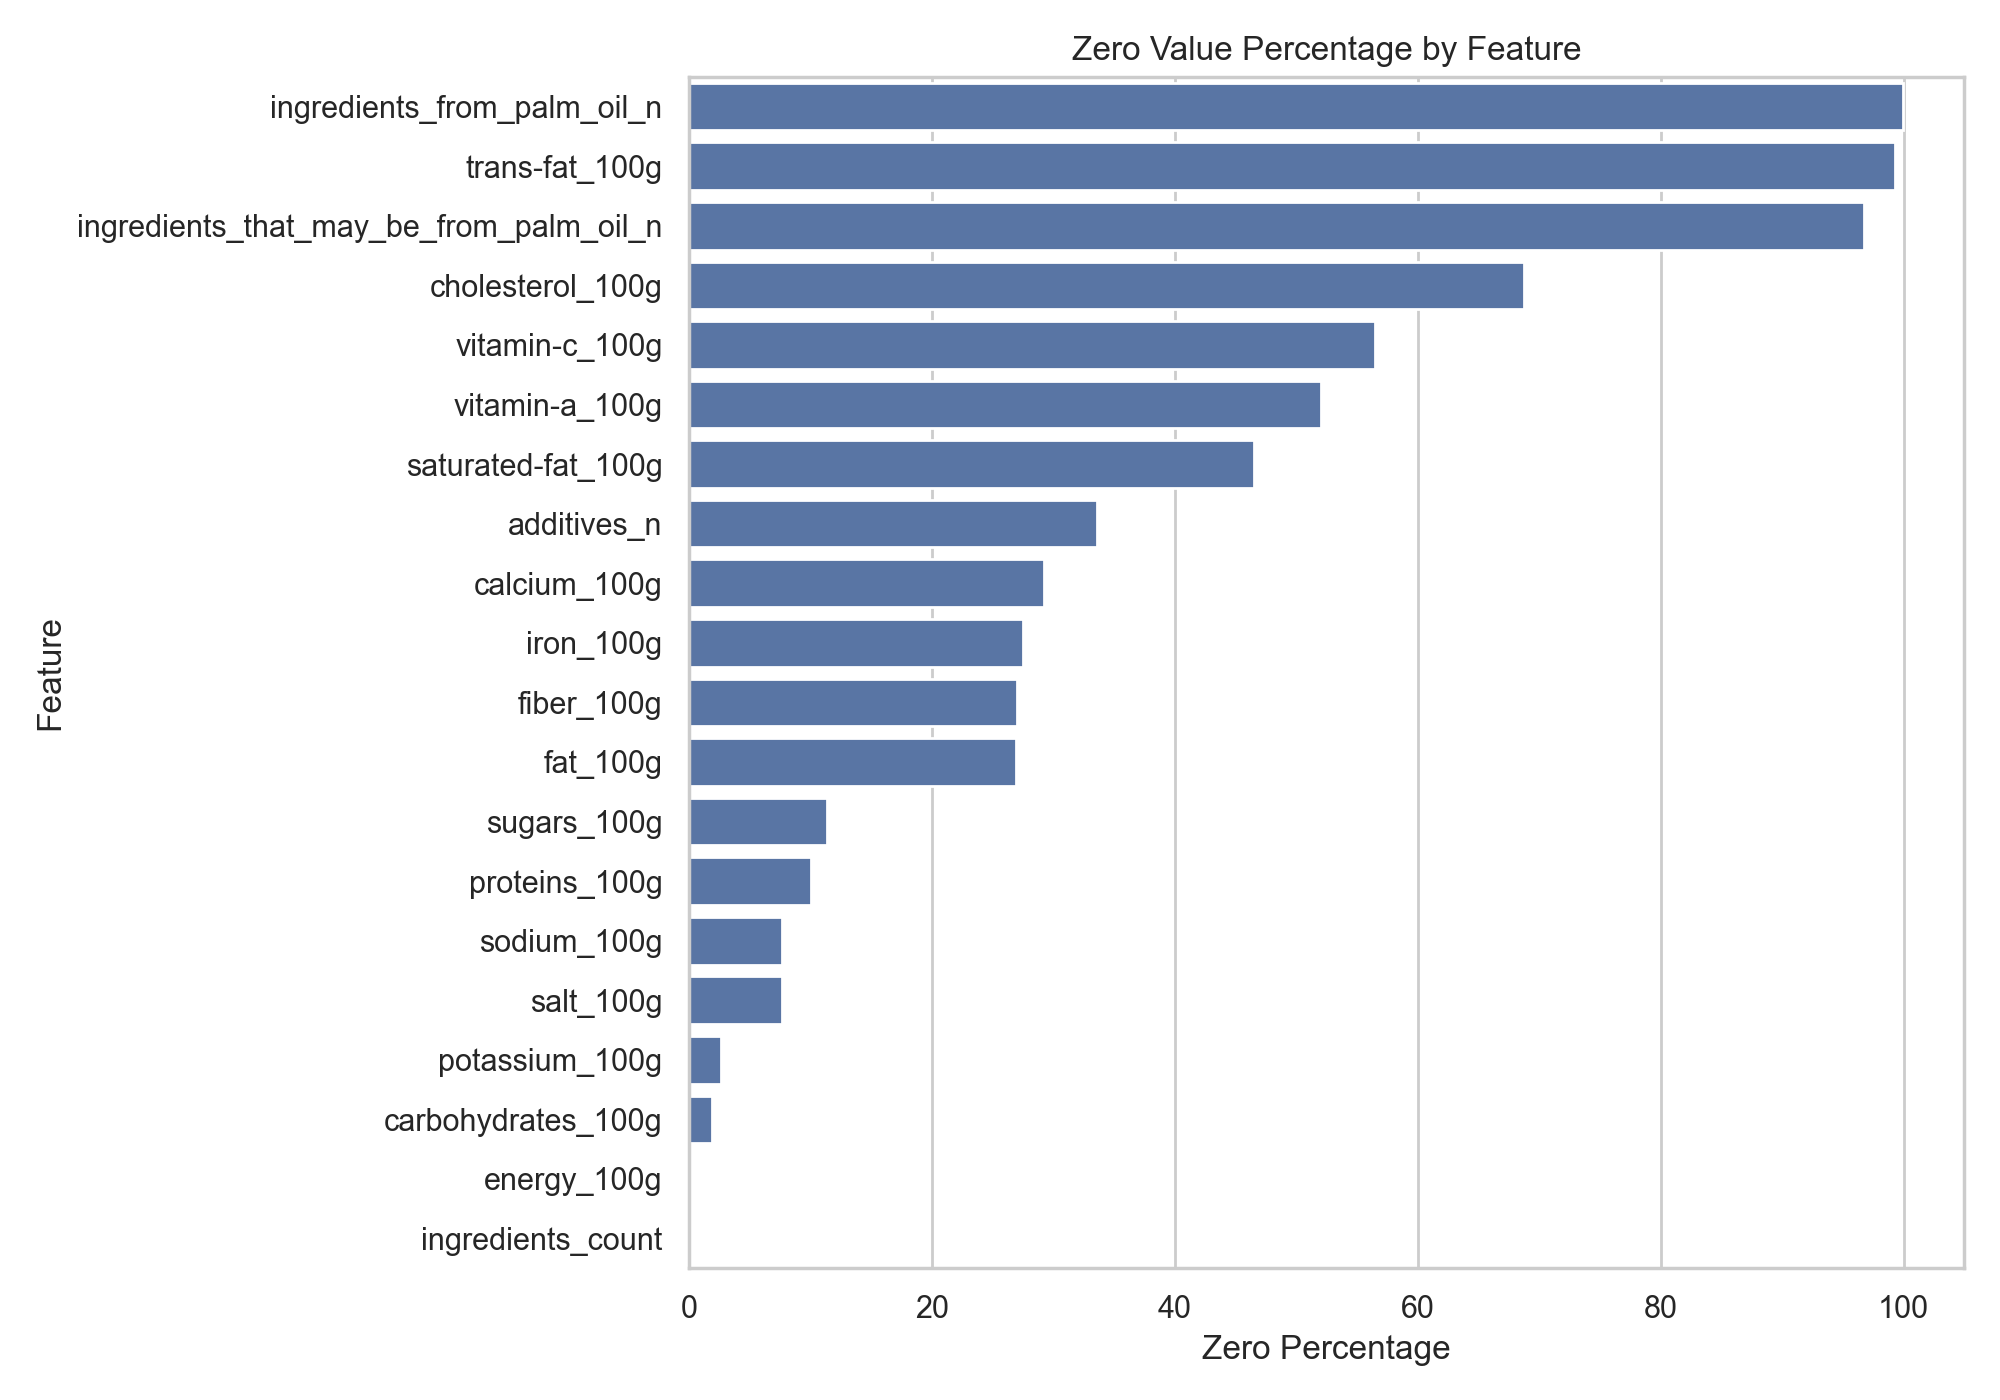 Zero Value Percentage by Feature
ingredients_from_palm_oil_n
trans-fat_100g
ingredients_that_may_be_from_palm_oil_n
cholesterol_100g
vitamin-c_100g
vitamin-a_100g
saturated-fat_100g
additives_n
calcium_100g
iron_100g
fiber_100g
fat_100g
sugars_100g
proteins_100g
sodium_100g
salt_100g
potassium_100g
carbohydrates_100g
energy_100g
ingredients_count
Feature
0 20 40 60 80 100
Zero Percentage